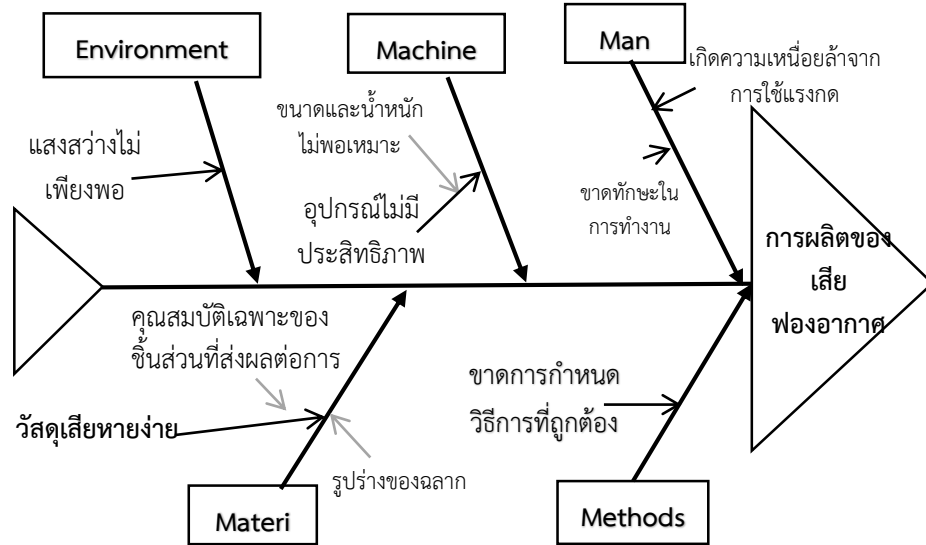 Environment
Machine
Man
เกิดความเหนื่อยล้าจาก
การใช้แรงกด
ขนาดและน้ำหนัก
ไม่พอเหมาะ
แสงสว่างไม่
เพียงพอ
อุปกรณ์ไม่มี
ประสิทธิภาพ
ขาดทักษะใน
การทำงาน
การผลิตของ
เสีย
ฟองอากาศ
คุณสมบัติเฉพาะของ
ชิ้นส่วนที่ส่งผลต่อการ
วัสดุเสียหายง่าย
รูปร่างของฉลาก
ขาดการกำหนด
วิธีการที่ถูกต้อง
Materi
Methods